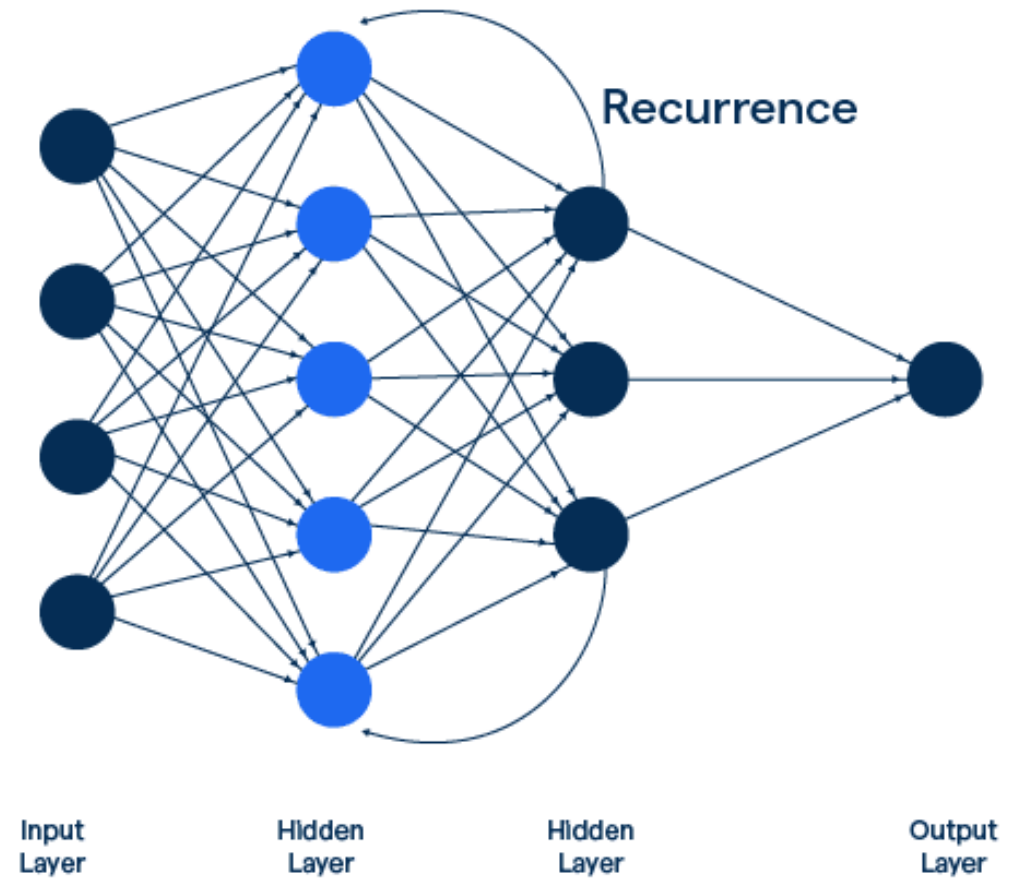 Recurrence
Input
Layer
Hidden
Layer
Hidden
Layer
Output
Layer